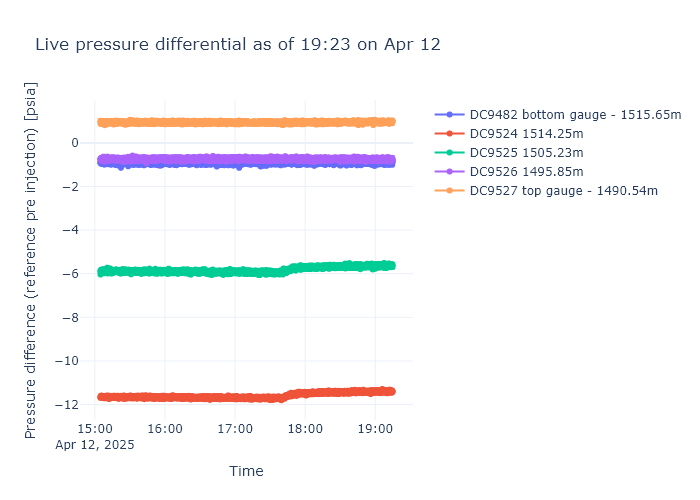 Live pressure differential as of 19:23 on Apr 12
Pressure difference (reference pre injection) [psia]
0
−2
−4
−6
−8
−10
−12
15:00
Apr 12, 2025
16:00
17:00
18:00
19:00
Time
DC9482 bottom gauge - 1515.65m
DC9524 1514.25m
DC9525 1505.23m
DC9526 1495.85m
DC9527 top gauge - 1490.54m